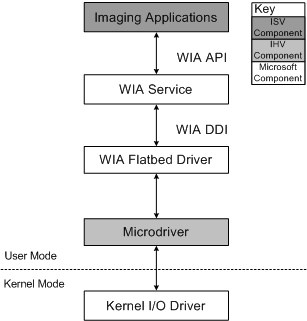 Imaging Applications
Key
ISV
Component
IHV
Component
Microsoft
Component
WIA API
WIA Service
WIA DDI
WIA Flatbed Driver
Microdriver
User Mode
Kernel Mode
Kernel I/O Driver